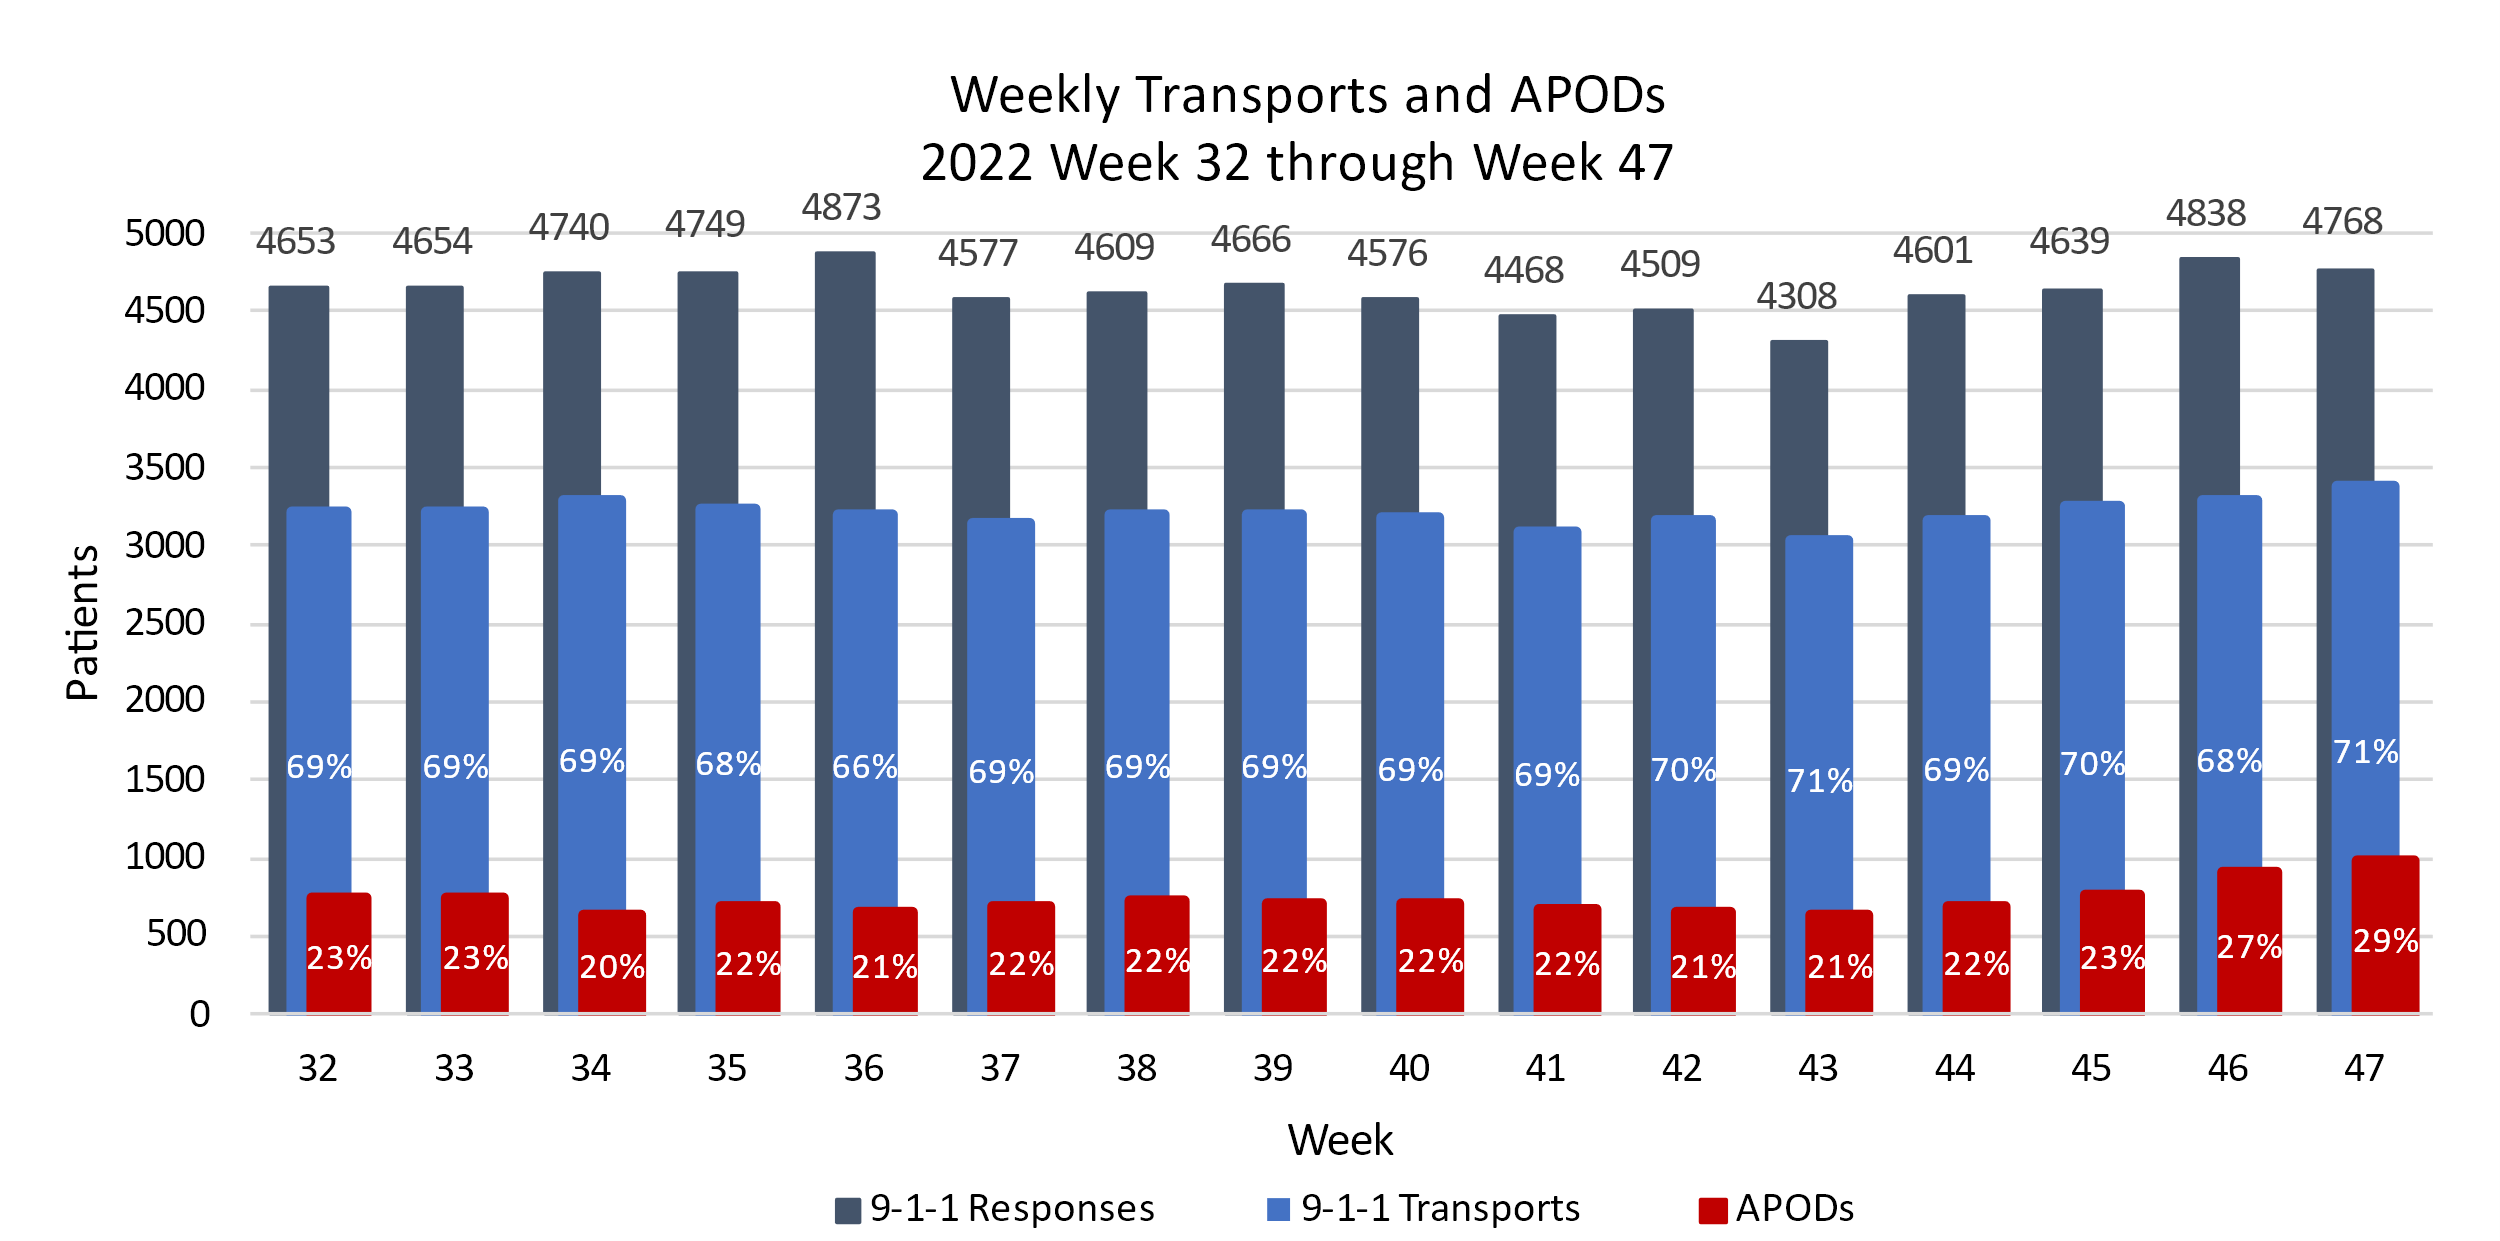 Weekly Transports and APODs
2022 Week 32 through Week 47
4653 4654 4740 4749 4873 4577 4609 4666 4576 4468 4509 4308 4601 4639 4838 4768
5000
4500
4000
3500
3000
2500
2000
1500
1000
500
0
Patients
69% 69% 69% 68% 66% 69% 69% 69% 69% 69% 70% 71% 69% 70% 68% 71%
23% 23% 20% 22% 21% 22% 22% 22% 22% 22% 21% 21% 22% 23% 27% 29%
32 33 34 35 36 37 38 39 40 41 42 43 44 45 46 47
Week
9-1-1 Responses 9-1-1 Transports APODs